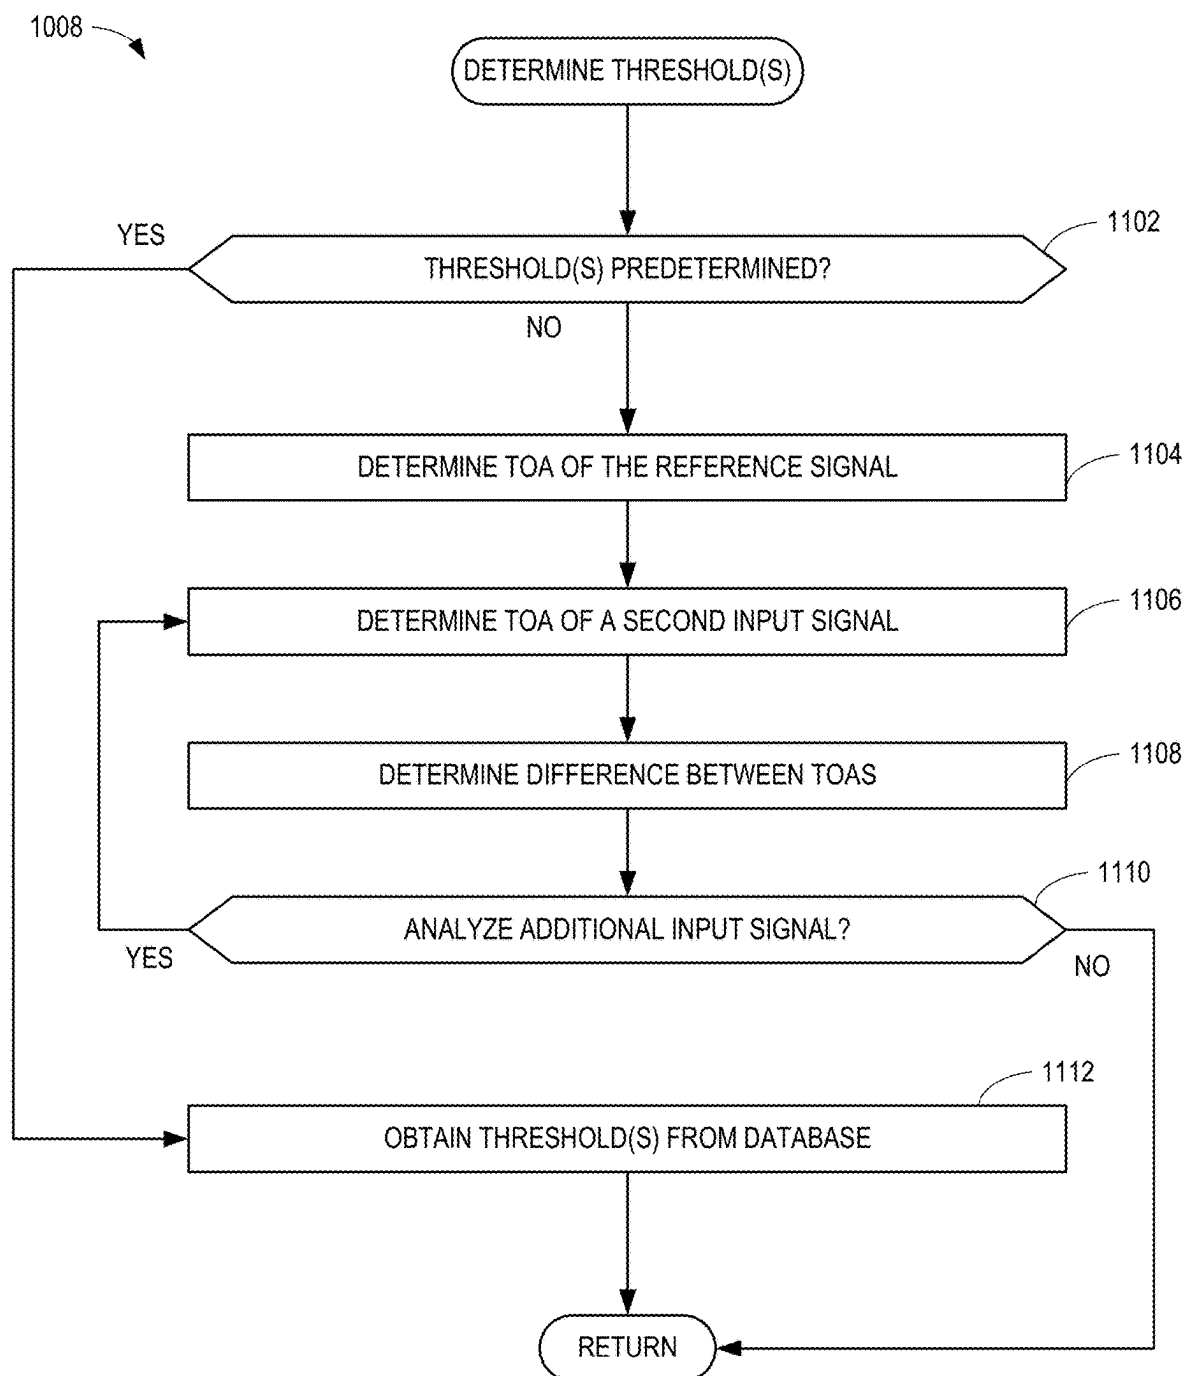 1008
DETERMINE THRESHOLD(S)
YES
1102
THRESHOLD(S) PREDETERMINED?
NO
1104
DETERMINE TOA OF THE REFERENCE SIGNAL
1106
DETERMINE TOA OF A SECOND INPUT SIGNAL
1108
DETERMINE DIFFERENCE BETWEEN TOAS
1110
ANALYZE ADDITIONAL INPUT SIGNAL?
YES
NO
1112
OBTAIN THRESHOLD(S) FROM DATABASE
RETURN